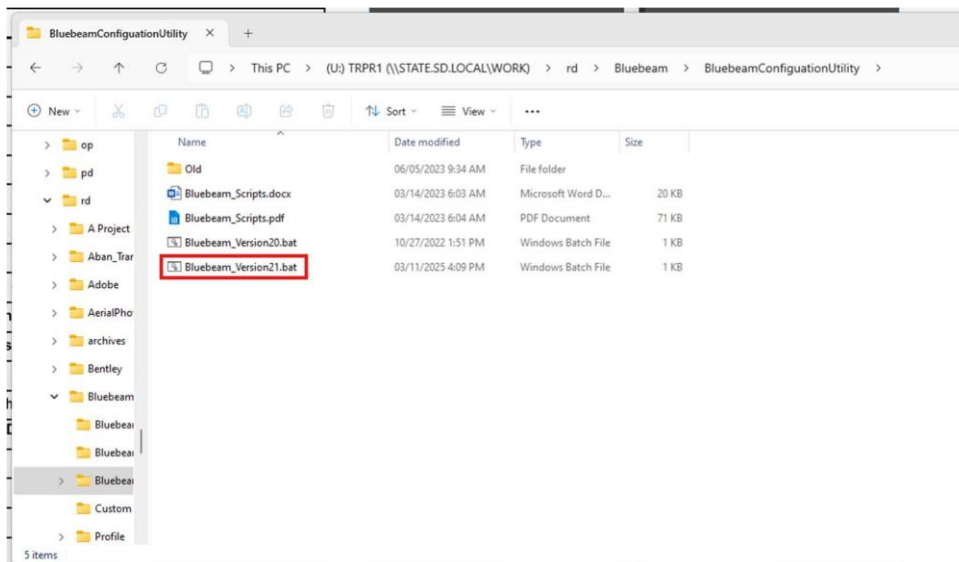 BluebeamConfiguationUtility
This PC > (U:) TRPR1 (\\STATE.SD.LOCAL\WORK) > rd > Bluebeam > BluebeamConfiguationUtility >
New Sort View ...
Name Date modified Type Size
op
pd
rd
A Project
Aban_Trar
Adobe
AerialPho
archives
Bentley
Bluebeam
Bluebeai
Bluebeai
Bluebeai
Custom
Profile
Old 06/05/2023 9:34 AM File folder
Bluebeam_Scripts.docx 03/14/2023 6:03 AM Microsoft Word D... 20 KB
Bluebeam_Scripts.pdf 03/14/2023 6:04 AM PDF Document 71 KB
Bluebeam_Version20.bat 10/27/2022 1:51 PM Windows Batch File 1 KB
Bluebeam_Version21.bat 03/11/2025 4:09 PM Windows Batch File 1 KB
5 items